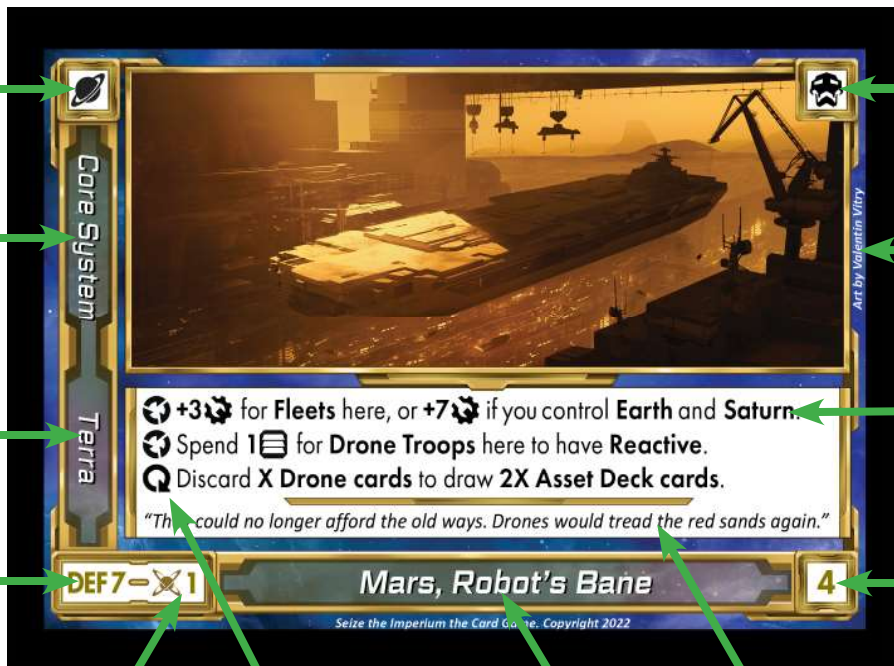 Core System
Terra
Art by Valentin Vitry
+3 for Fleets here, or +7 if you control Earth and Saturn.
Spend 1 for Drone Troops here to have Reactive.
Discard X Drone cards to draw 2X Asset Deck cards.
“They could no longer afford the old ways. Drones would tread the red sands again.”
DEF 7 – 1
Mars, Robot's Bane
4
Seize the Imperium the Card Game. Copyright 2022